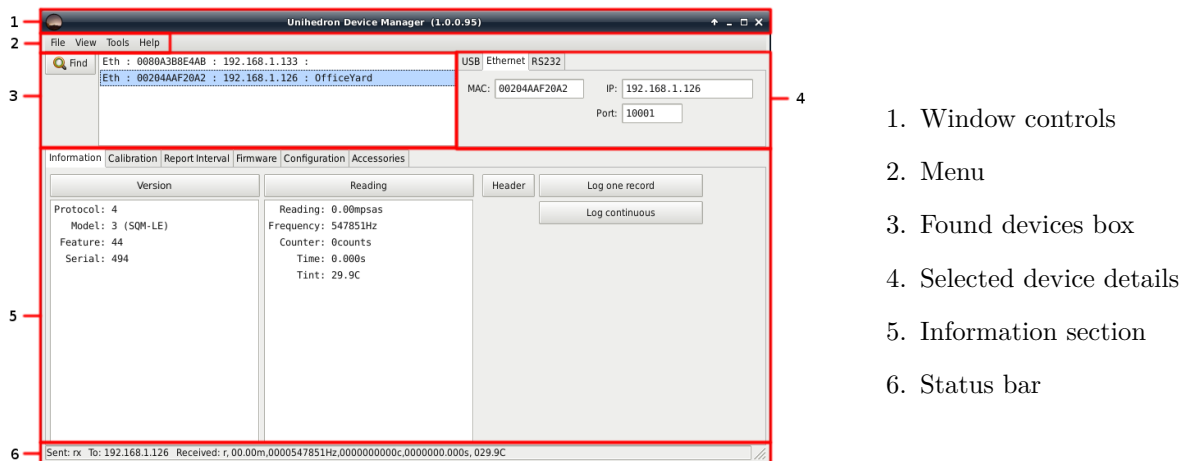 1
Unihedron Device Manager (1.0.0.95)
2
File View Tools Help
Find
Eth : 0080A3B8E4AB : 192.168.1.133 :
Eth : 00204AAF20A2 : 192.168.1.126 : OfficeYard
3
USB Ethernet RS232
MAC: 00204AAF20A2 IP: 192.168.1.126
Port: 10001
4
Information Calibration Report Interval Firmware Configuration Accessories
Version
Protocol: 4
Model: 3 (SQM-LE)
Feature: 44
Serial: 494
Reading
Reading: 0.00mpsas
Frequency: 547851Hz
Counter: 0counts
Time: 0.000s
Tint: 29.9C
Header Log one record
Log continuous
5
6
Sent: rx To: 192.168.1.126 Received: r, 00.00m,0000547851Hz,0000000000c,0000000.000s, 029.9C
1. Window controls
2. Menu
3. Found devices box
4. Selected device details
5. Information section
6. Status bar